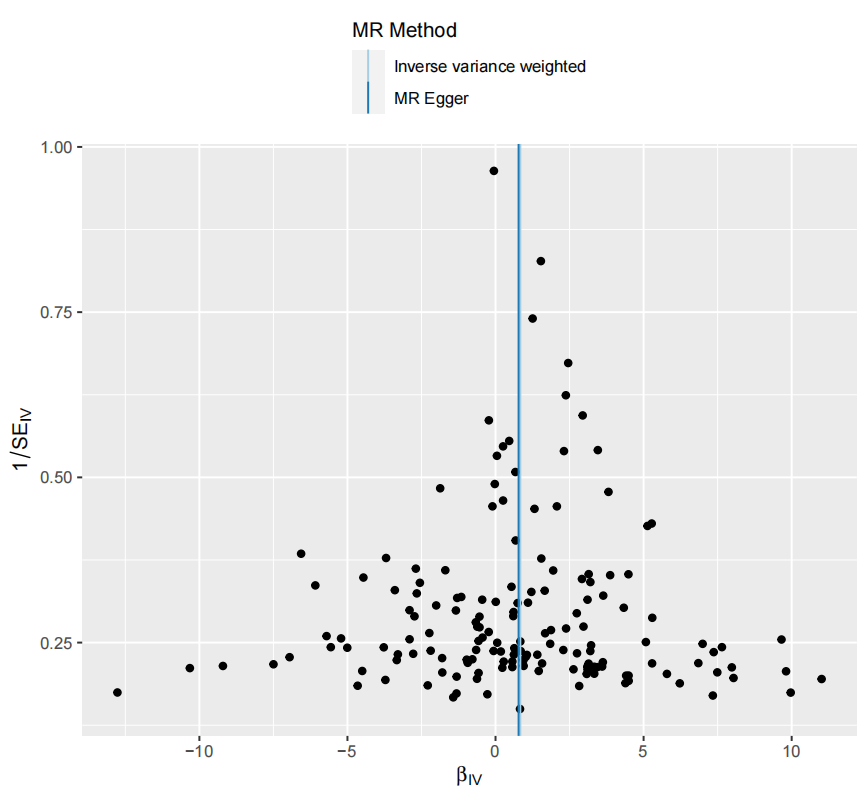 MR Method
Inverse variance weighted
MR Egger
1.00
0.75
0.50
0.25
1/SE_IV
−10
−5
0
5
10
β_IV